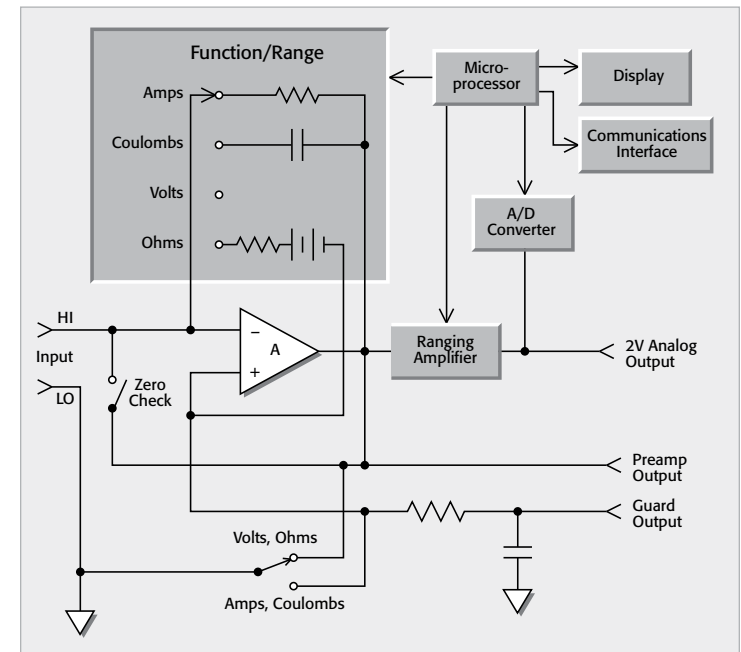 Function/Range
Amps
Coulombs
Volts
Ohms
Micro-
processor
Display
Communications
Interface
A/D
Converter
HI
Input
LO
Zero
Check
−
A
+
Ranging
Amplifier
2V Analog
Output
Preamp
Output
Guard
Output
Volts, Ohms
Amps, Coulombs